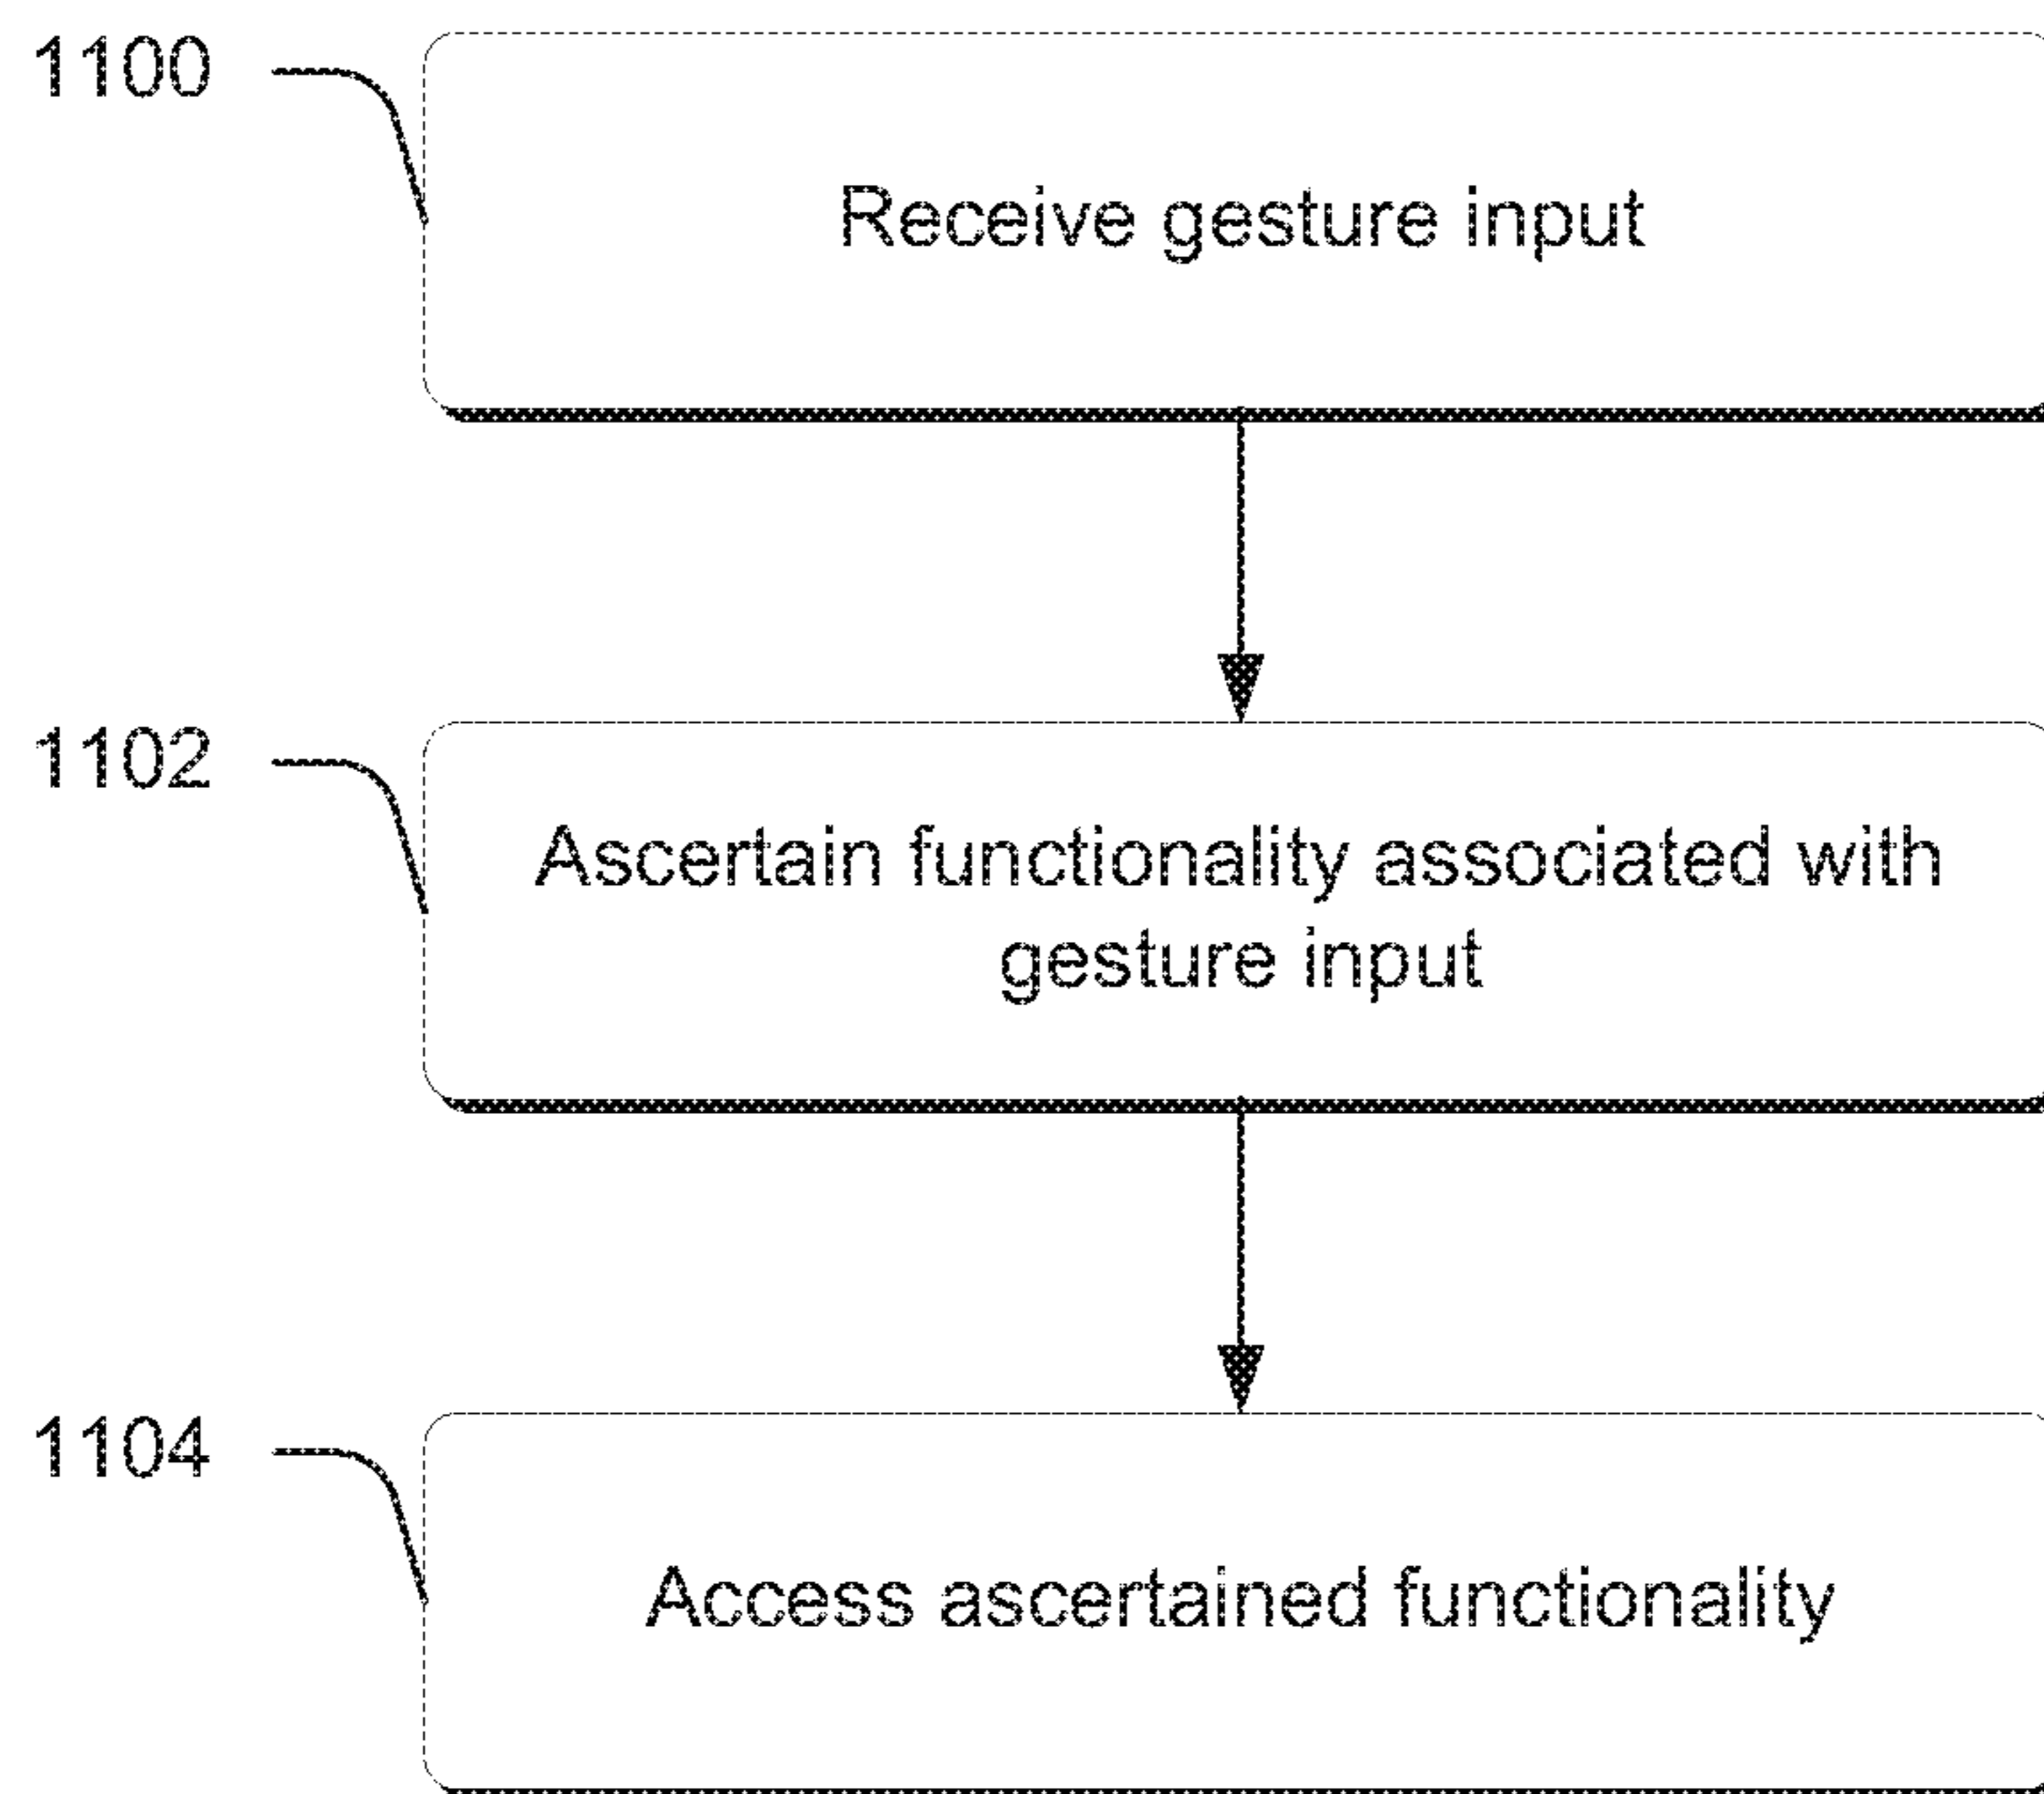 1100
Receive gesture input
1102
Ascertain functionality associated with
gesture input
1104
Access ascertained functionality